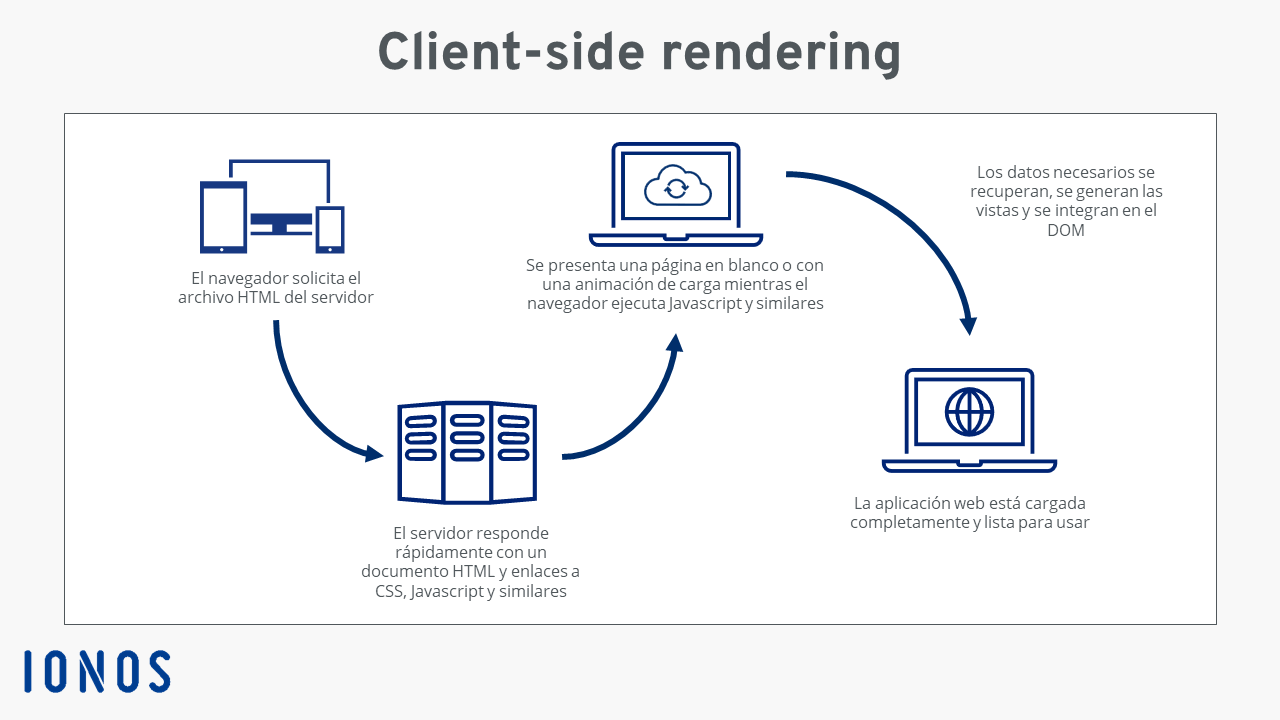 Client-side rendering
El navegador solicita el
archivo HTML del servidor
El servidor responde
rápidamente con un
documento HTML y enlaces a
CSS, Javascript y similares
Se presenta una página en blanco o con
una animación de carga mientras el
navegador ejecuta Javascript y similares
Los datos necesarios se
recuperan, se generan las
vistas y se integran en el
DOM
La aplicación web está cargada
completamente y lista para usar
IONOS